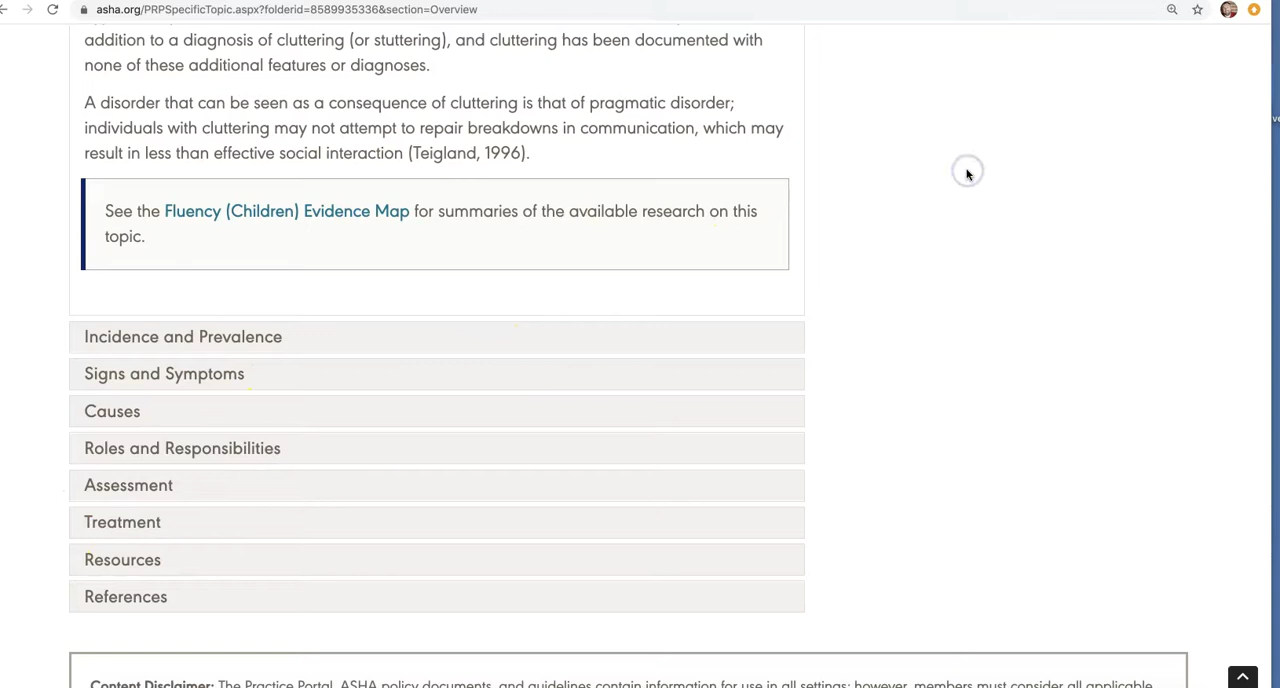 asha.org/PRPSpecificTopic.aspx?folderid=8589935336&section=Overview
addition to a diagnosis of cluttering (or stuttering), and cluttering has been documented with
none of these additional features or diagnoses.
A disorder that can be seen as a consequence of cluttering is that of pragmatic disorder;
individuals with cluttering may not attempt to repair breakdowns in communication, which may
result in less than effective social interaction (Teigland, 1996).
See the Fluency (Children) Evidence Map for summaries of the available research on this
topic.
Incidence and Prevalence
Signs and Symptoms
Causes
Roles and Responsibilities
Assessment
Treatment
Resources
References
Content Disclaimer: The Practice Portal, ASHA policy documents, and guidelines contain information for use in all settings; however, members must consider all applicable